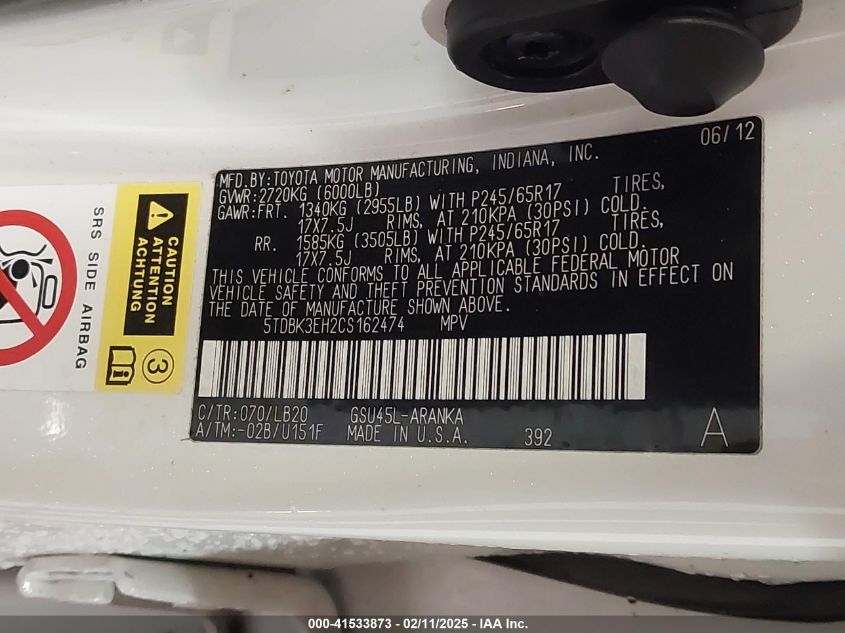 06/12
MFD.BY:TOYOTA MOTOR MANUFACTURING, INDIANA, INC.
GVWR:2720KG (6000LB)
GAWR:FRT. 1340KG (2955LB) WITH P245/65R17 TIRES,
17X7.5J RIMS, AT 210KPA (30PSI) COLD.
RR. 1585KG (3505LB) WITH P245/65R17 TIRES,
17X7.5J RIMS, AT 210KPA (30PSI) COLD.
THIS VEHICLE CONFORMS TO ALL APPLICABLE FEDERAL MOTOR
VEHICLE SAFETY AND THEFT PREVENTION STANDARDS IN EFFECT ON
THE DATE OF MANUFACTURE SHOWN ABOVE.
5TDBK3EH2CS162474 MPV
C/TR:070/LB20 GSU45L-ARANKA
A/TM:-02B/U151F MADE IN U.S.A. 392 A
SRS SIDE AIRBAG
CAUTION
ATTENTION
ACHTUNG
3
000-41533873 - 02/11/2025 - IAA Inc.